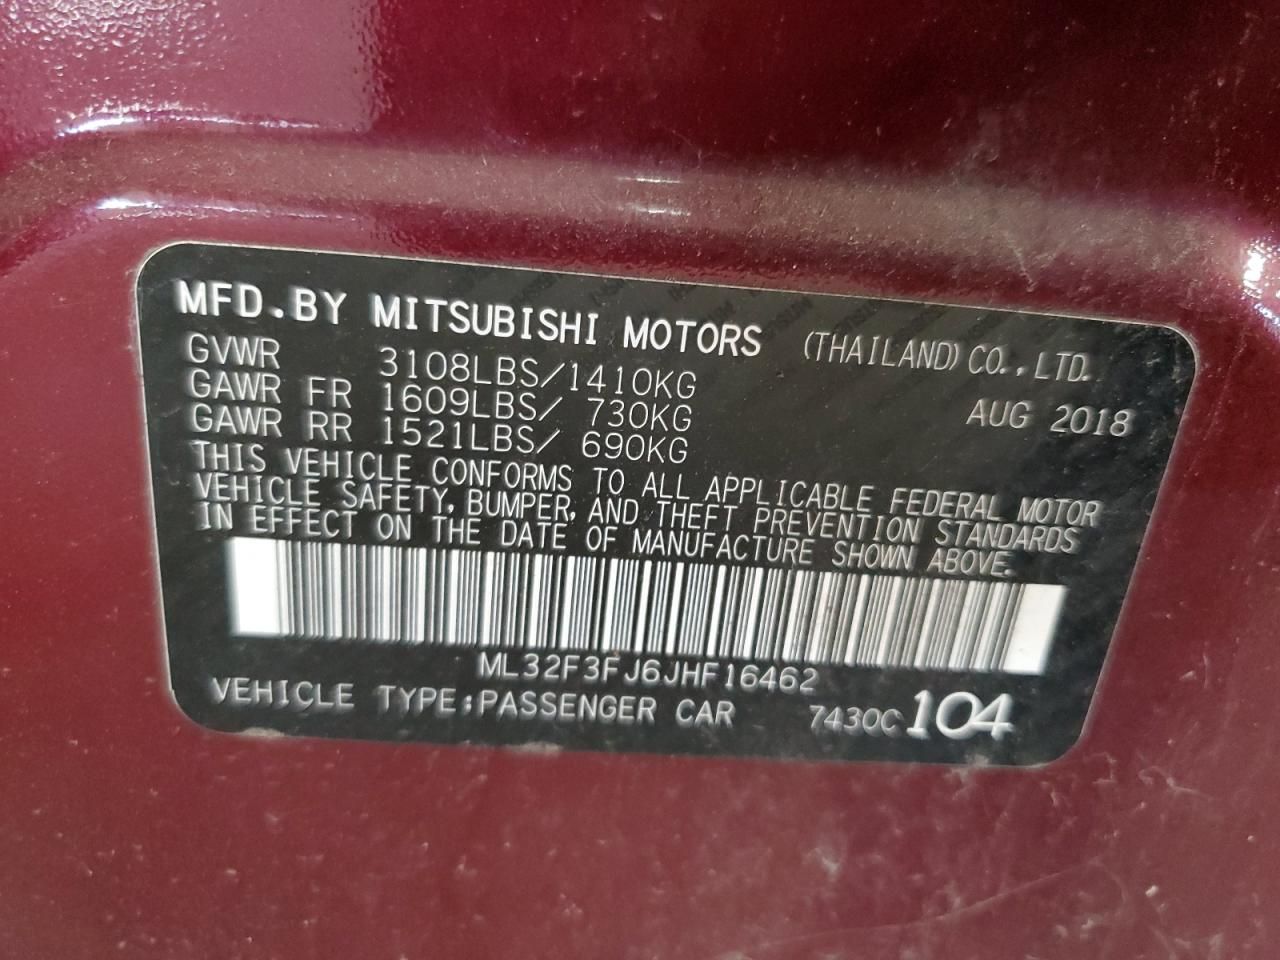 MFD.BY MITSUBISHI MOTORS (THAILAND) CO., LTD.
GVWR 3108LBS/1410KG
AUG 2018
GAWR FR 1609LBS/ 730KG
GAWR RR 1521LBS/ 690KG
THIS VEHICLE CONFORMS TO ALL APPLICABLE FEDERAL MOTOR
VEHICLE SAFETY, BUMPER, AND THEFT PREVENTION STANDARDS
IN EFFECT ON THE DATE OF MANUFACTURE SHOWN ABOVE.
ML32F3FJ6JHF16462
VEHICLE TYPE:PASSENGER CAR 7430C104